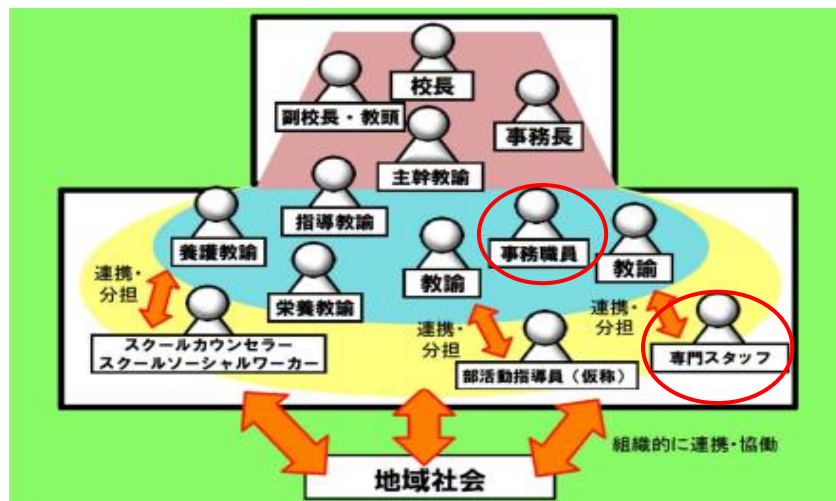 校長
副校長・教頭
事務長
主幹教諭
指導教諭
養護教諭
事務職員
教諭
教諭
栄養教諭
連携・
分担
連携・
分担
連携・
分担
スクールカウンセラー
スクールソーシャルワーカー
部活動指導員（仮称）
専門スタッフ
組織的に連携・協働
地域社会